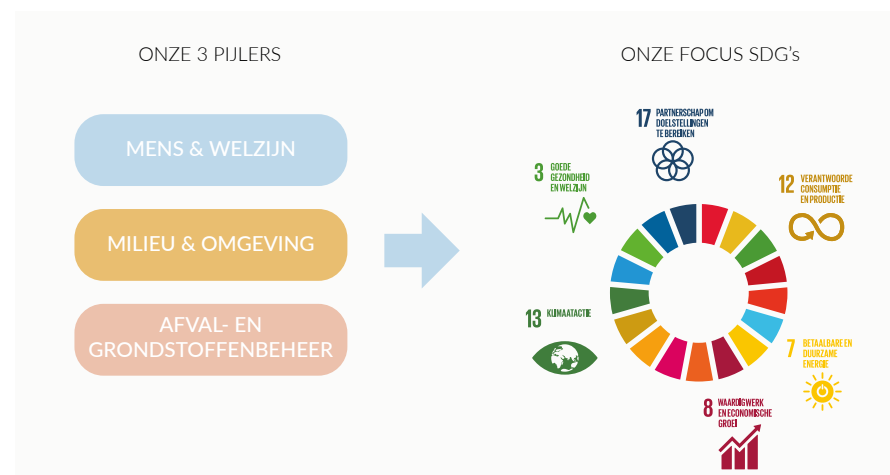 ONZE 3 PIJLERS
MENS & WELZIJN
MILIEU & OMGEVING
AFVAL- EN
GRONDSTOFFENBEHEER
ONZE FOCUS SDG's
17 PARTNERSCHAP OM
DOELSTELLINGEN
TE BEREIKEN
3 GOEDE
GEZONDHEID
EN WELZIJN
12 VERANTWOORDE
CONSUMPTIE
EN PRODUCTIE
13 KLIMAATACTIE
7 BETAALBARE EN
DUURZAME
ENERGIE
8 WAARDIG WERK
EN ECONOMISCHE
GROEI